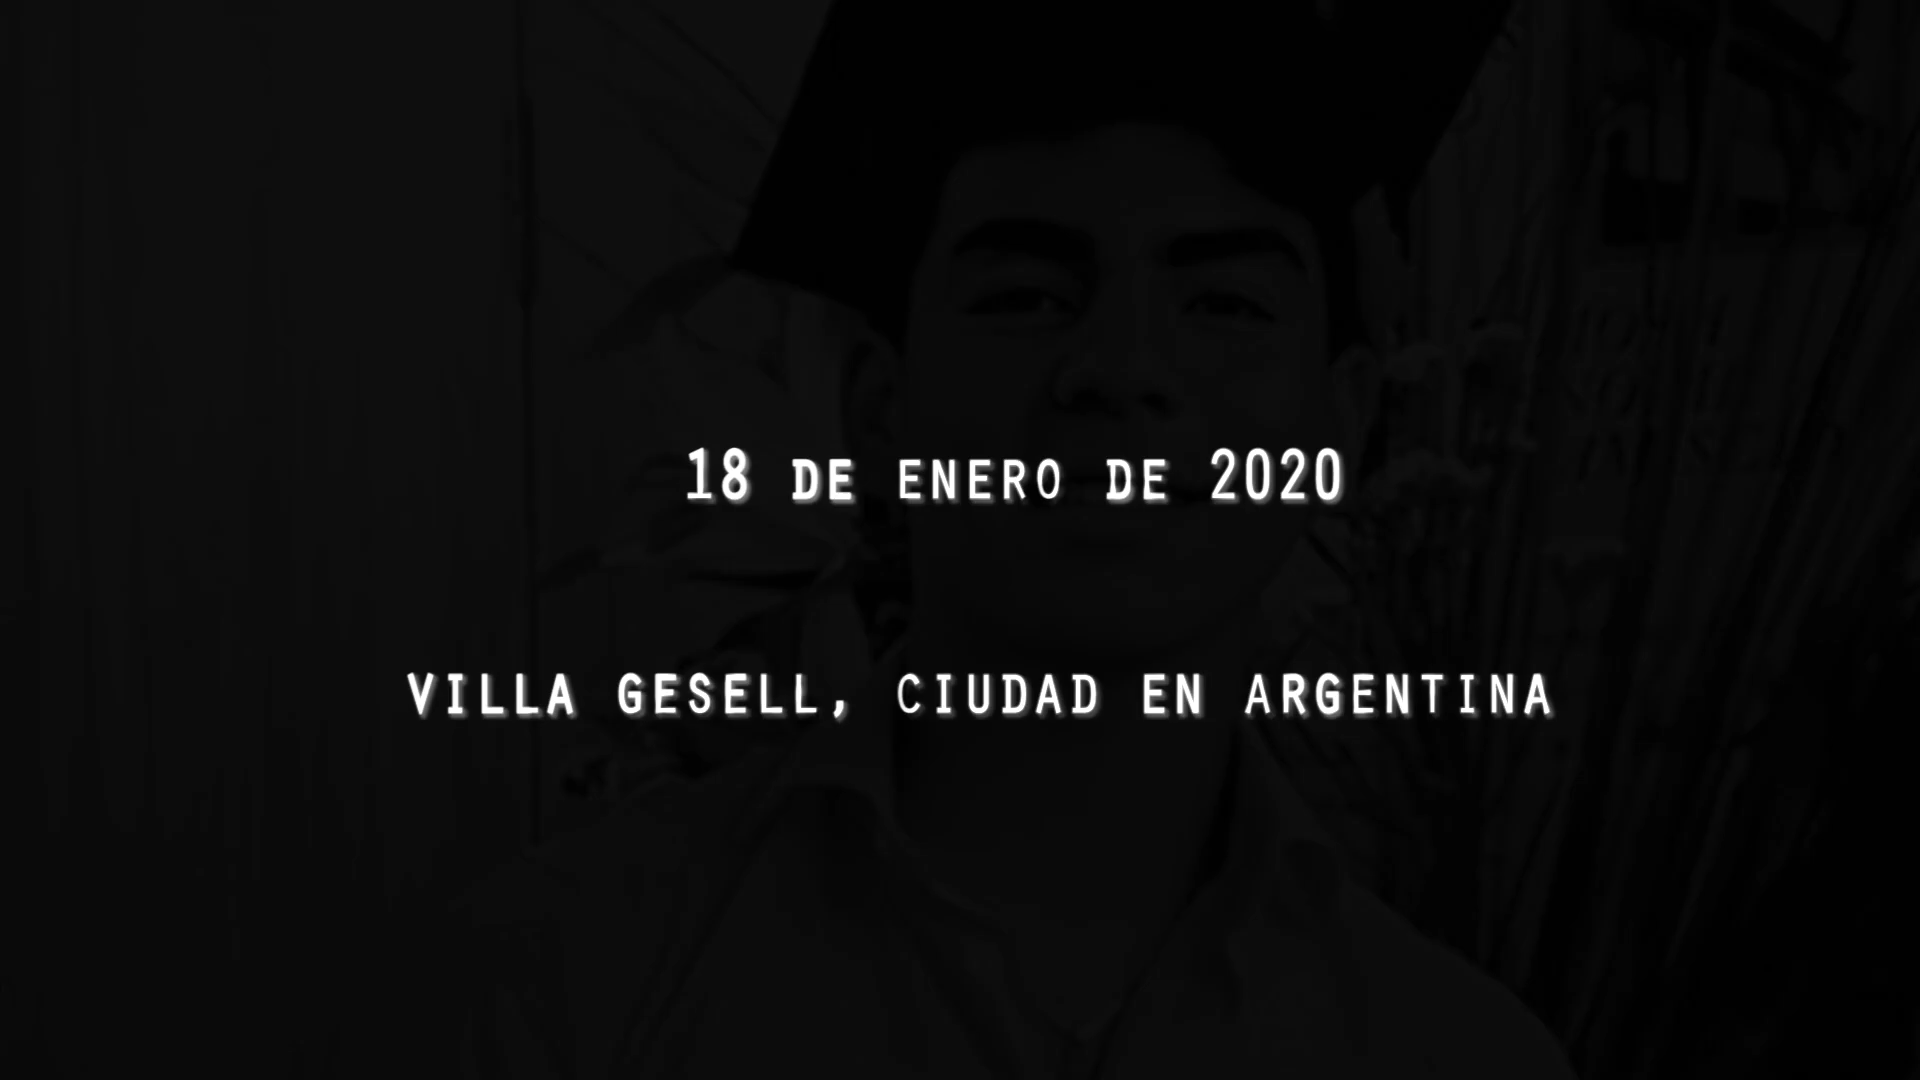 18 DE ENERO DE 2020
VILLA GESELL, CIUDAD EN ARGENTINA